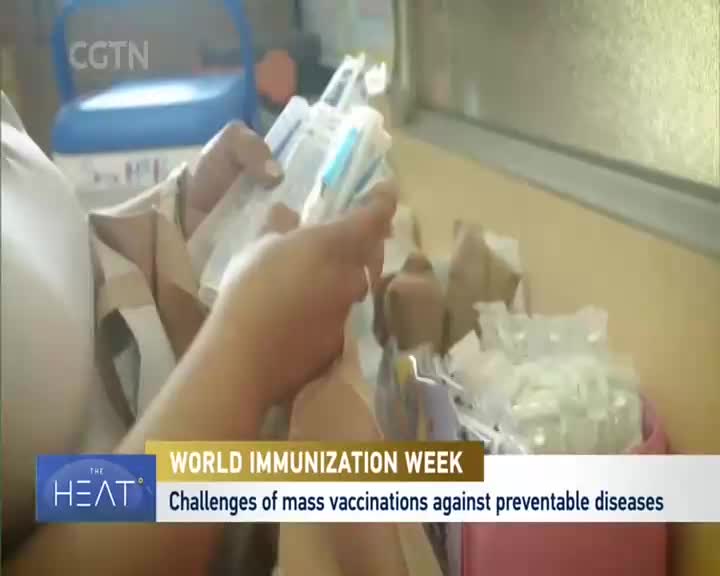 CGTN
WORLD IMMUNIZATION WEEK
THE
HEAT
Challenges of mass vaccinations against preventable diseases